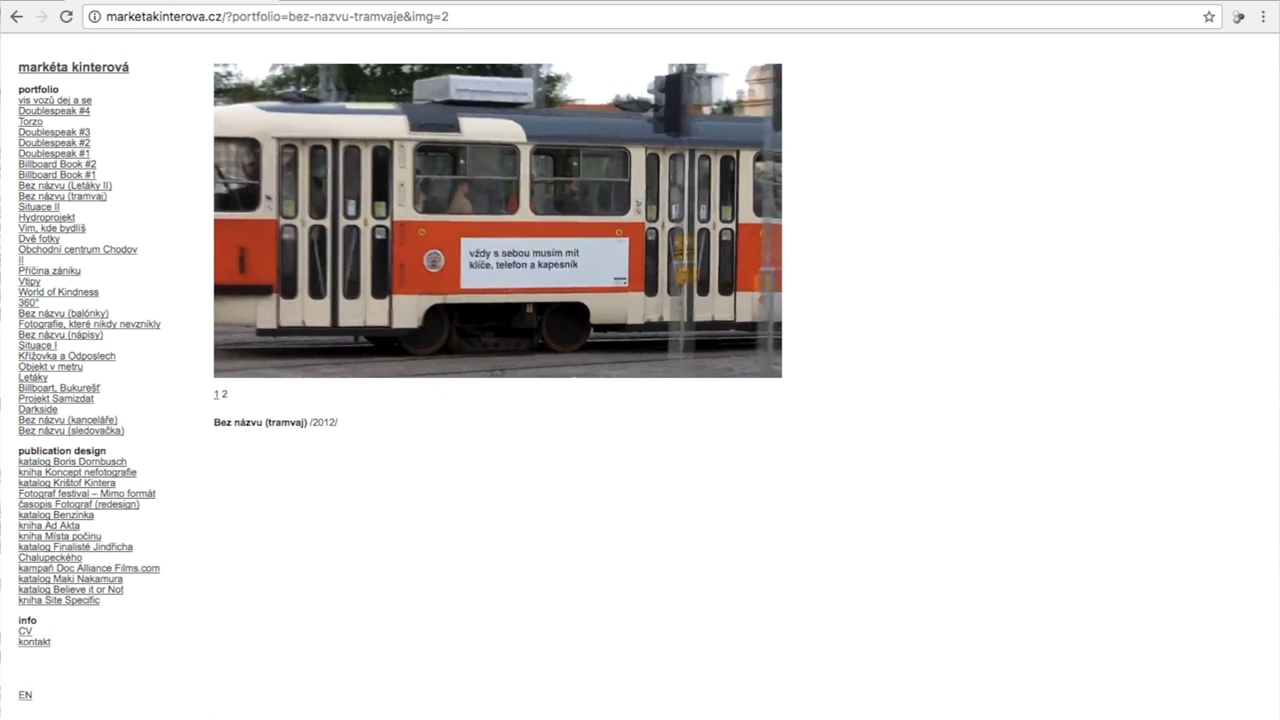 marketakinterova.cz/?portfolio=bez-nazvu-tramvaje&img=2
markéta kinterová
portfolio
vis vozů dej a se
Doublespeak #4
Torzo
Doublespeak #3
Doublespeak #2
Doublespeak #1
Billboard Book #2
Billboard Book #1
Bez názvu (Letáky II)
Bez názvu (tramvaj)
Situace II
Hydroprojekt
Vím, kde bydlíš
Dvě fotky
Obchodní centrum Chodov
II
Příčina zániku
Vtipy
World of Kindness
360°
Bez názvu (balónky)
Fotografie, které nikdy nevznikly
Bez názvu (nápisy)
Situace I
Křížovka a Odposlech
Objekt v metru
Letáky
Billboart, Bukurešť
Projekt Samizdat
Darkside
Bez názvu (kanceláře)
Bez názvu (sledovačka)
publication design
katalog Boris Dornbusch
kniha Koncept nefotografie
katalog Krištof Kintera
Fotograf festival – Mimo formát
časopis Fotograf (redesign)
katalog Benzinka
kniha Ad Akta
kniha Místa počinu
katalog Finalisté Jindřicha
Chalupeckého
kampaň Doc Alliance Films.com
katalog Maki Nakamura
katalog Believe it or Not
kniha Site Specific
info
CV
kontakt
EN
vždy s sebou musím mít
klíče, telefon a kapesník
1 2
Bez názvu (tramvaj) /2012/